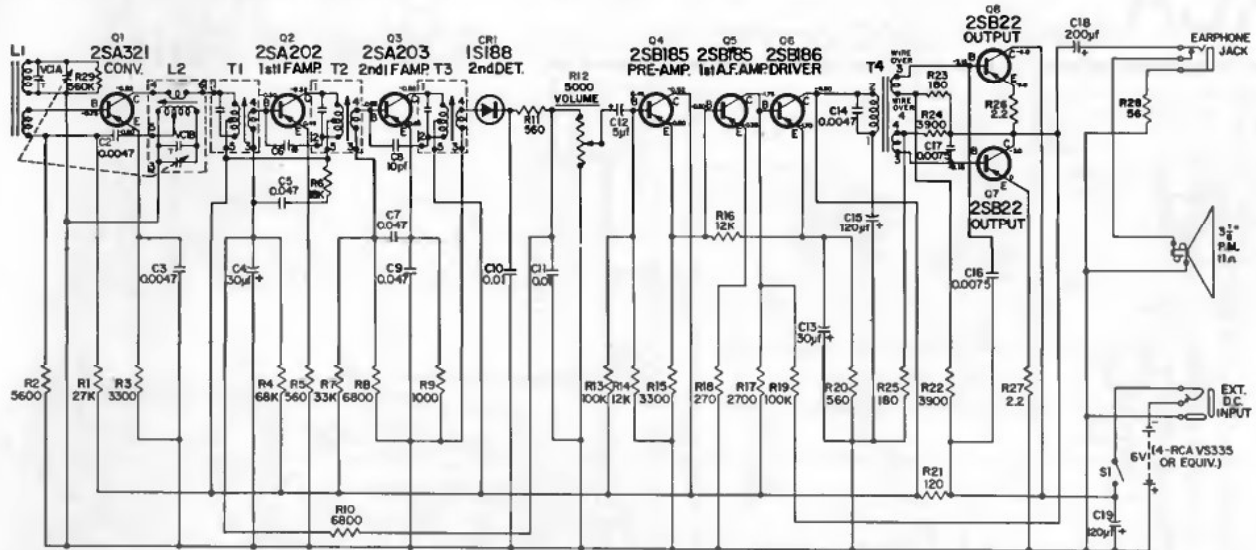 Q1
2SA321
CONV.
L1
VC1A
R29
560K
L2
VC1B
C2
0.0047
T1
Q2
2SA202
1st I F AMP.
T2
Q3
2SA203
2nd I F AMP.
T3
CR1
1S188
2nd DET.
R11
560
R12
5000
VOLUME
C12
5µf
Q4
2SB185
PRE-AMP.
Q5
2SB185
1st A.F. AMP.
Q6
2SB186
DRIVER
C14
0.0047
T4
WIRE OVER
WIRE OVER
R23
180
R24
3900
C17
0.0075
Q8
2SB22
OUTPUT
R26
2.2
Q7
2SB22
OUTPUT
C18
200µf
EARPHONE
JACK
R28
56
P.M.
11Ω
C5
0.047
R6
C8
10pf
C7
0.047
C3
0.0047
C4
30µf
C9
0.047
C10
0.01
C11
0.01
R16
12K
C15
120µf
C13
30µf
C16
0.0075
R2
5600
R1
27K
R3
3300
R4
68K
R5
560
R7
33K
R8
6800
R9
1000
R13
100K
R14
12K
R15
3300
R18
270
R17
2700
R19
100K
R20
560
R25
180
R22
3900
R27
2.2
R10
6800
R21
120
S1
C19
120µf
6V
(4-RCA VS335
OR EQUIV.)
EXT.
D.C.
INPUT